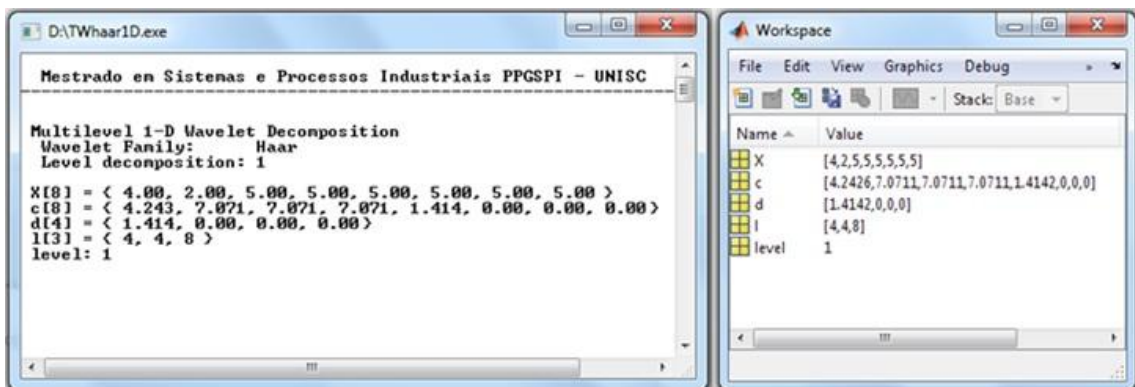 D:\TWhaar1D.exe
Mestrado em Sistemas e Processos Industriais PPGSPI - UNISC
Multilevel 1-D Wavelet Decomposition
Wavelet Family: Haar
Level decomposition: 1
X[8] = { 4.00, 2.00, 5.00, 5.00, 5.00, 5.00, 5.00, 5.00 }
c[8] = { 4.243, 7.071, 7.071, 7.071, 1.414, 0.00, 0.00, 0.00}
d[4] = { 1.414, 0.00, 0.00, 0.00}
l[3] = { 4, 4, 8 }
level: 1
Workspace
File Edit View Graphics Debug »
Stack: Base
Name Value
X [4,2,5,5,5,5,5,5]
c [4.2426,7.0711,7.0711,7.0711,1.4142,0,0,0]
d [1.4142,0,0,0]
l [4,4,8]
level 1